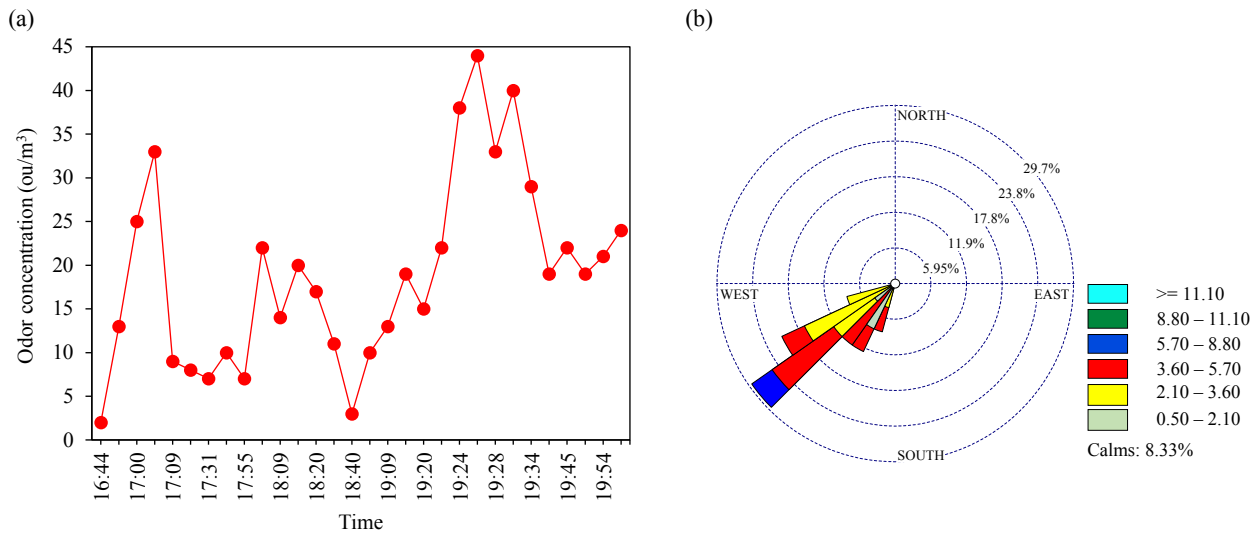 (a)
Odor concentration (ou/m³)
45
40
35
30
25
20
15
10
5
0
16:44
17:00
17:09
17:31
17:55
18:09
18:20
18:40
19:09
19:20
19:24
19:28
19:34
19:45
19:54
Time
(b)
NORTH
29.7%
23.8%
17.8%
11.9%
5.95%
WEST
EAST
SOUTH
>= 11.10
8.80 – 11.10
5.70 – 8.80
3.60 – 5.70
2.10 – 3.60
0.50 – 2.10
Calms: 8.33%